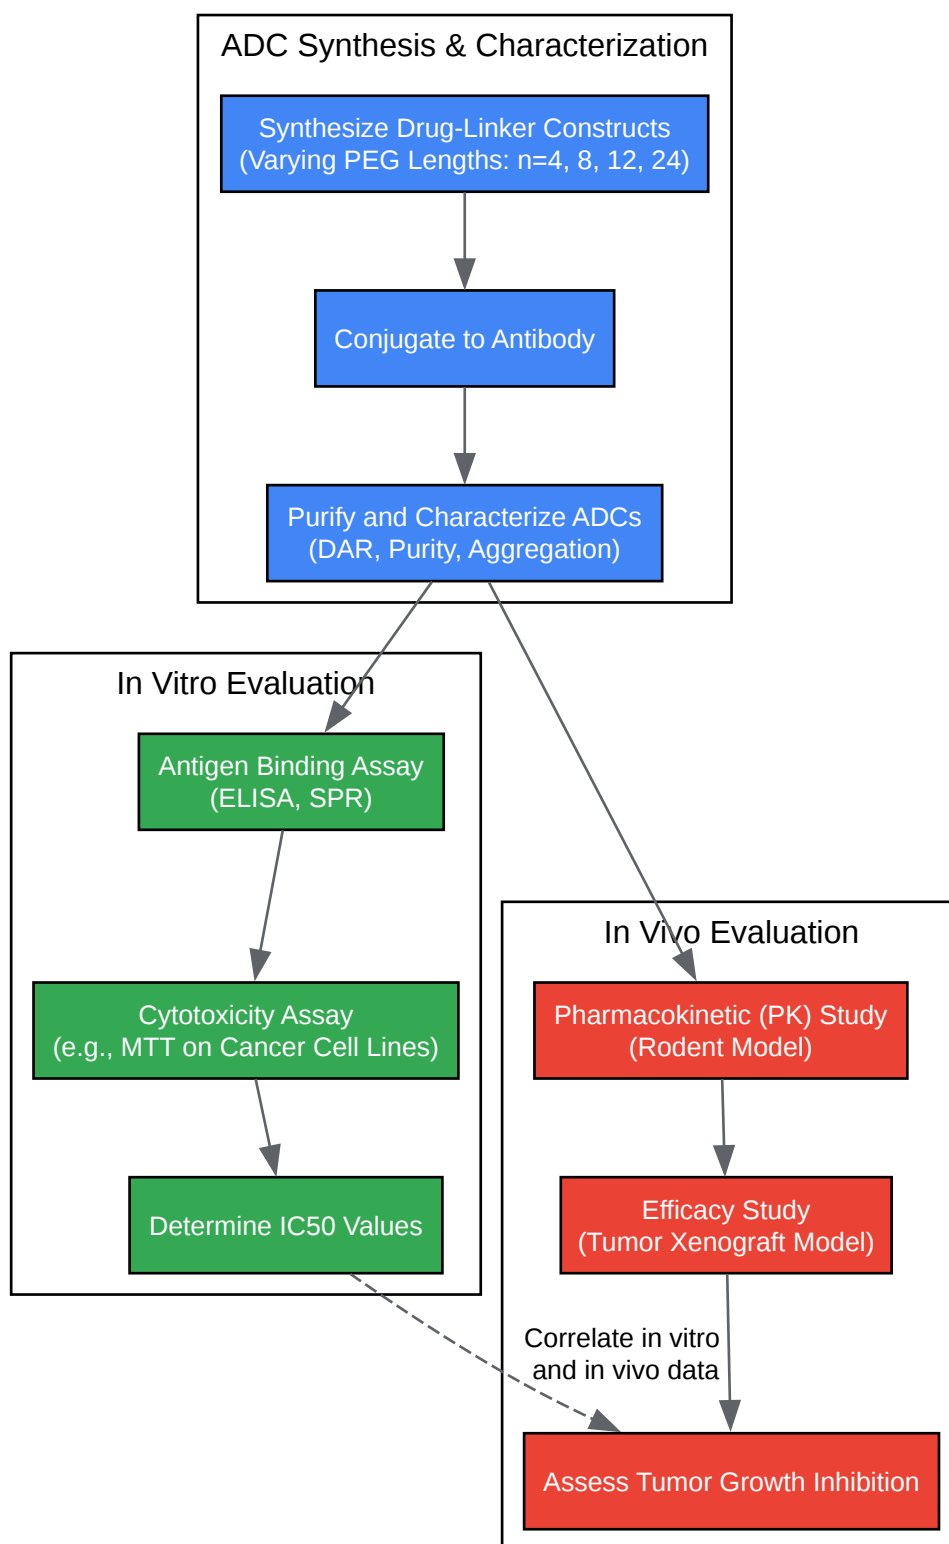 ADC Synthesis & Characterization
Synthesize Drug-Linker Constructs
(Varying PEG Lengths: n=4, 8, 12, 24)
Conjugate to Antibody
Purify and Characterize ADCs
(DAR, Purity, Aggregation)
In Vitro Evaluation
Antigen Binding Assay
(ELISA, SPR)
Cytotoxicity Assay
(e.g., MTT on Cancer Cell Lines)
Determine IC50 Values
In Vivo Evaluation
Pharmacokinetic (PK) Study
(Rodent Model)
Efficacy Study
(Tumor Xenograft Model)
Correlate in vitro
and in vivo data
Assess Tumor Growth Inhibition